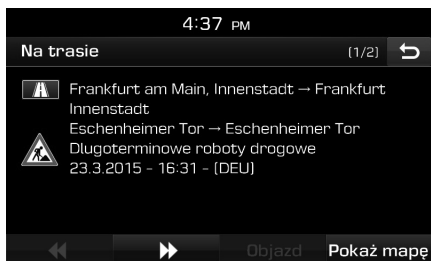 4:37 PM
Na trasie (1/2)
Frankfurt am Main, Innenstadt → Frankfurt
Innenstadt
Eschenheimer Tor → Eschenheimer Tor
Dlugoterminowe roboty drogowe
23.3.2015 - 16:31 - (DEU)
Objazd Pokaż mapę